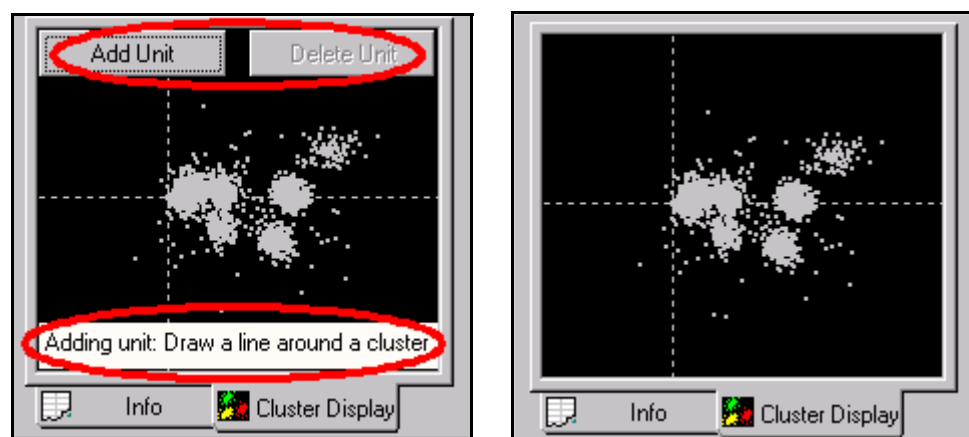 Add Unit Delete Unit
Adding unit: Draw a line around a cluster
Info Cluster Display
Info Cluster Display